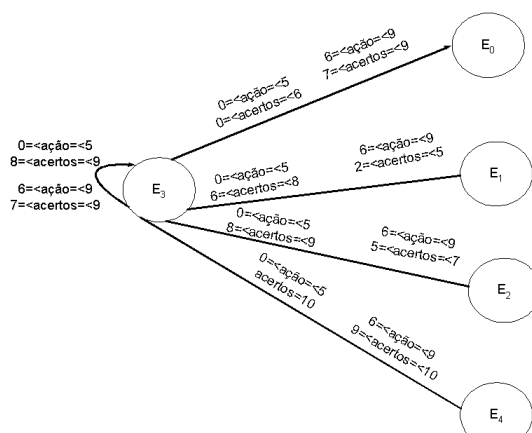 6=<ação=<9
7=<acertos=<9
E0
0=<ação=<5
0=<acertos=<6
0=<ação=<5
8=<acertos=<9
6=<ação=<9
7=<acertos=<9
E3
0=<ação=<5
6=<acertos=<8
6=<ação=<9
2=<acertos=<5
E1
0=<ação=<5
8=<acertos=<9
6=<ação=<9
5=<acertos=<7
E2
0=<ação=<5
acertos=10
6=<ação=<9
9=<acertos=<10
E4